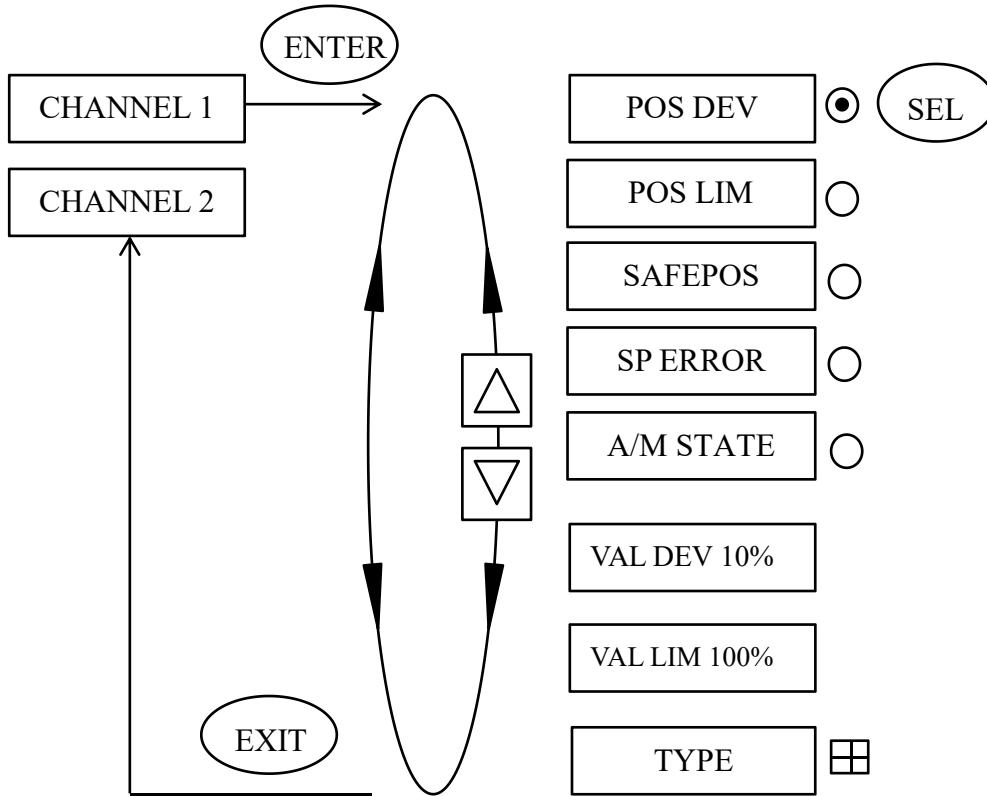 ENTER
CHANNEL 1
POS DEV
SEL
CHANNEL 2
POS LIM
SAFEPOS
SP ERROR
A/M STATE
VAL DEV 10%
VAL LIM 100%
EXIT
TYPE